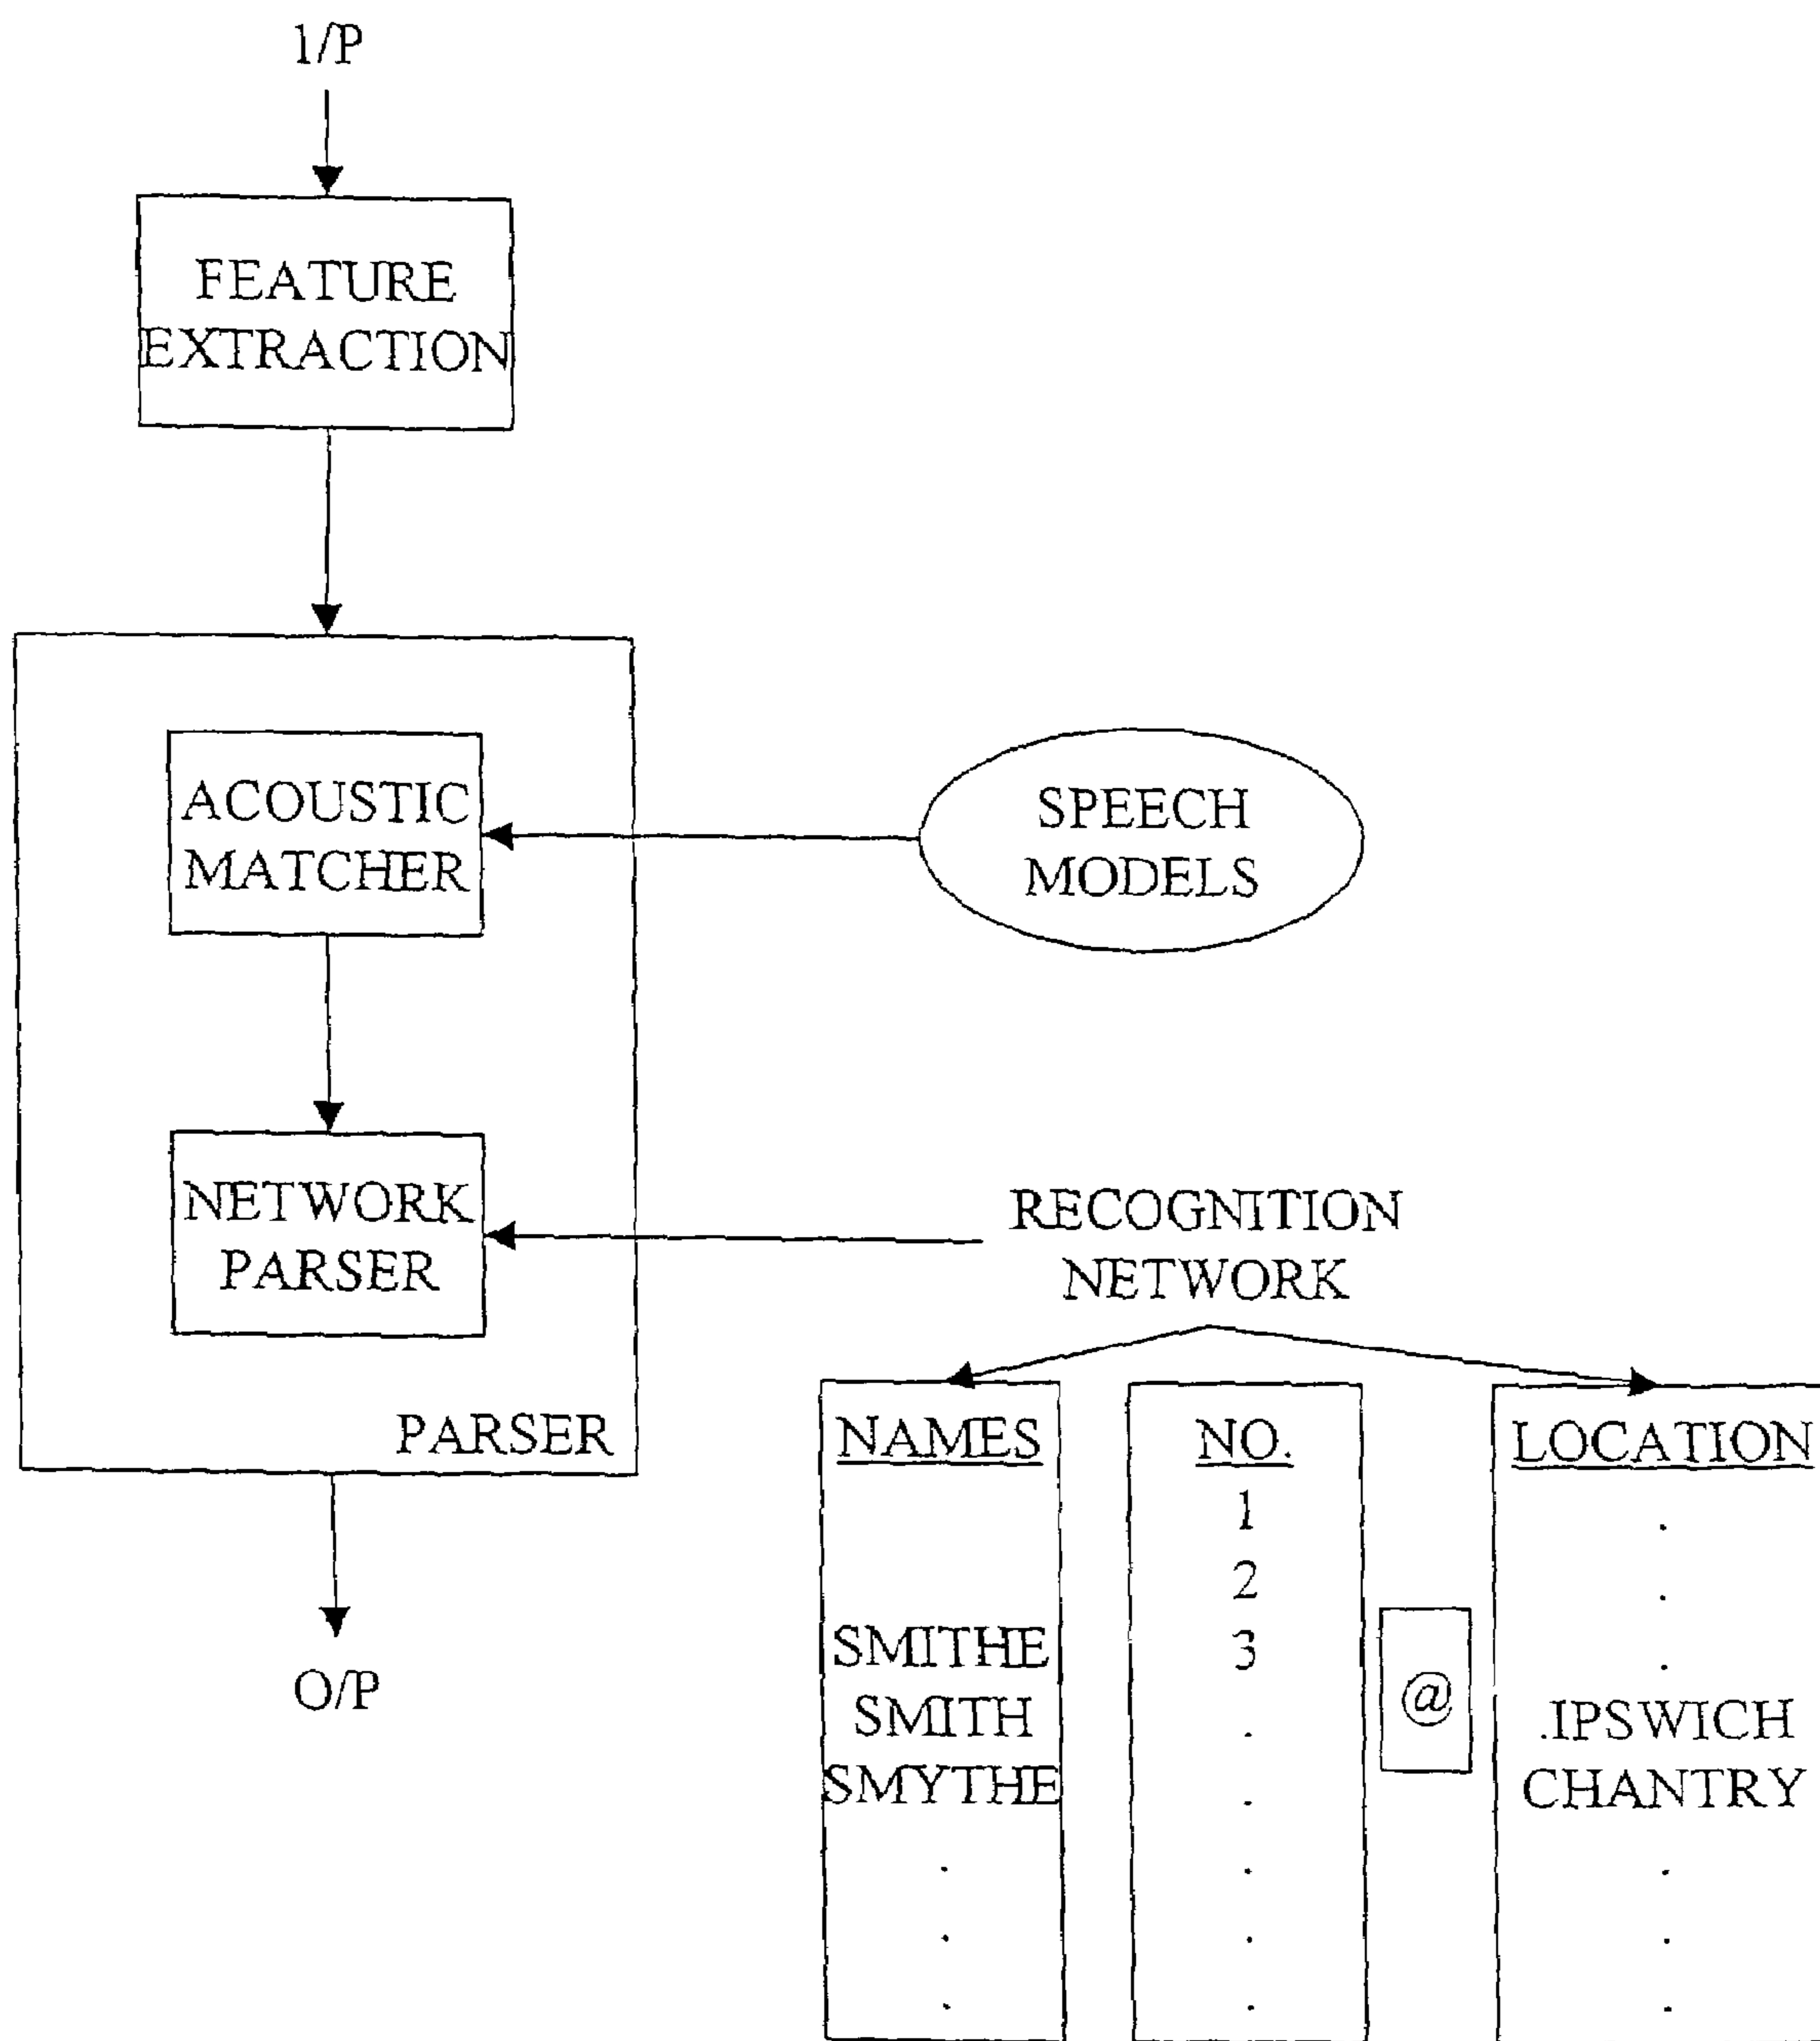 1/P
FEATURE
EXTRACTION
ACOUSTIC
MATCHER
SPEECH
MODELS
NETWORK
PARSER
RECOGNITION
NETWORK
PARSER
O/P
NAMES
SMITHE
SMITH
SMYTHE
.
.
.
NO.
1
2
3
.
.
.
.
.
@
LOCATION
.
.
.
.IPSWICH
CHANTRY
.
.
.